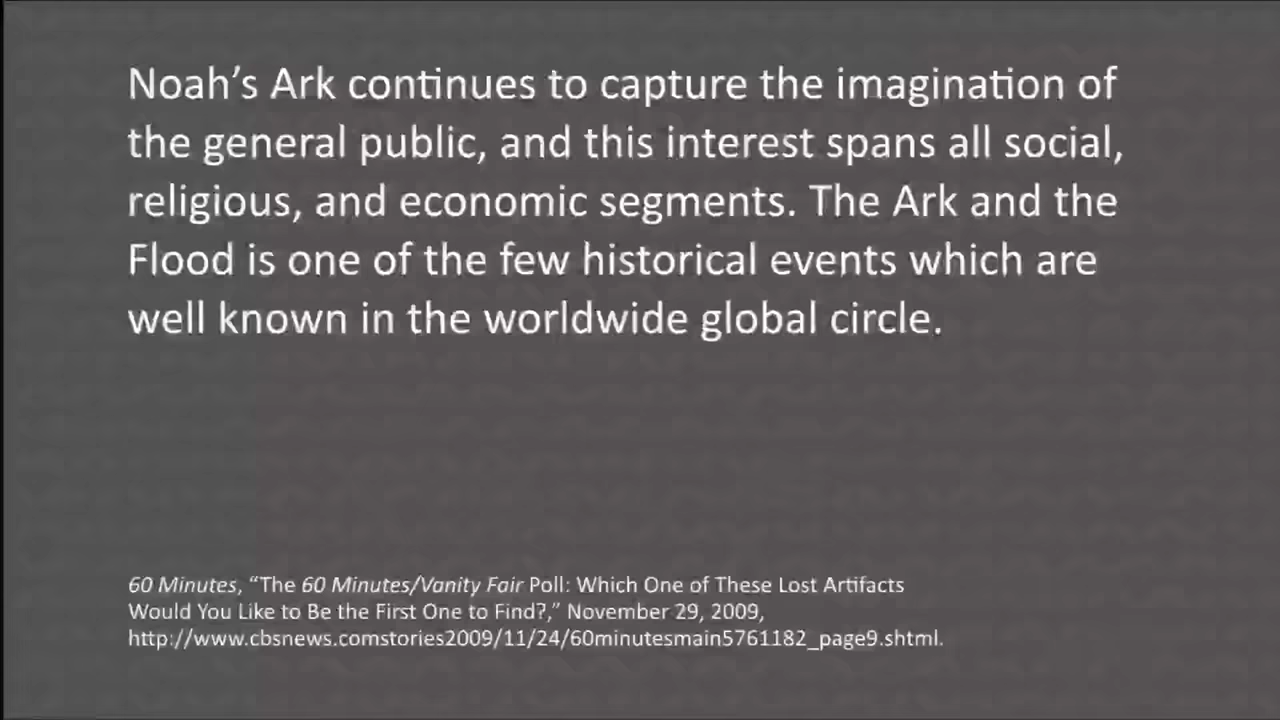 Noah’s Ark continues to capture the imagination of
the general public, and this interest spans all social,
religious, and economic segments. The Ark and the
Flood is one of the few historical events which are
well known in the worldwide global circle.
60 Minutes, “The 60 Minutes/Vanity Fair Poll: Which One of These Lost Artifacts
Would You Like to Be the First One to Find?,” November 29, 2009,
http://www.cbsnews.comstories2009/11/24/60minutesmain5761182_page9.shtml.